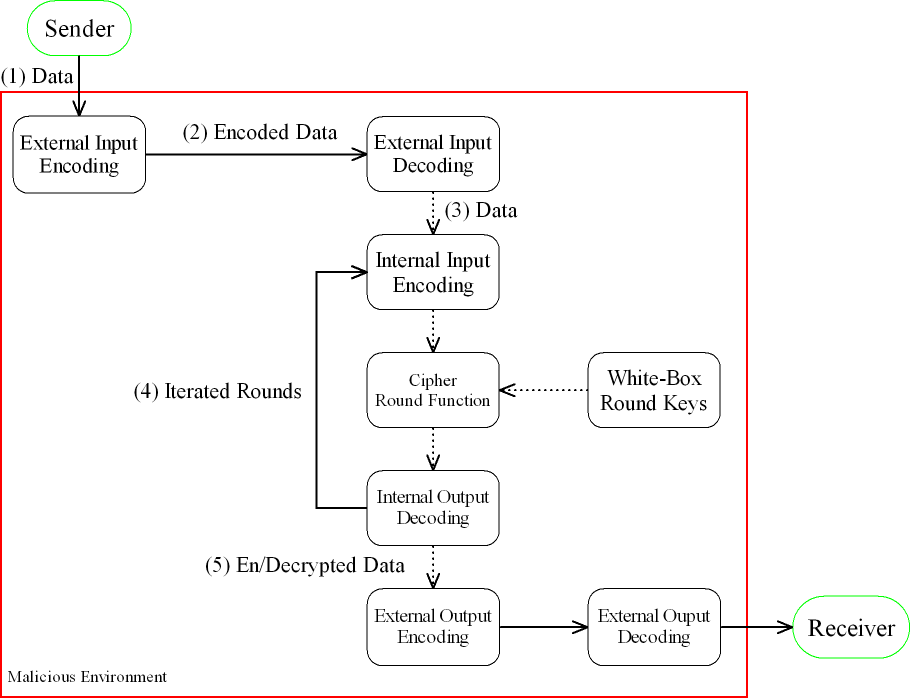 Sender
(1) Data
External Input
Encoding
(2) Encoded Data
External Input
Decoding
(3) Data
Internal Input
Encoding
(4) Iterated Rounds
Cipher
Round Function
White-Box
Round Keys
Internal Output
Decoding
(5) En/Decrypted Data
External Output
Encoding
External Ouput
Decoding
Receiver
Malicious Environment